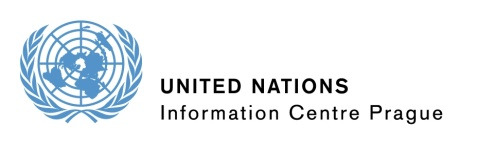 UNITED NATIONS
Information Centre Prague